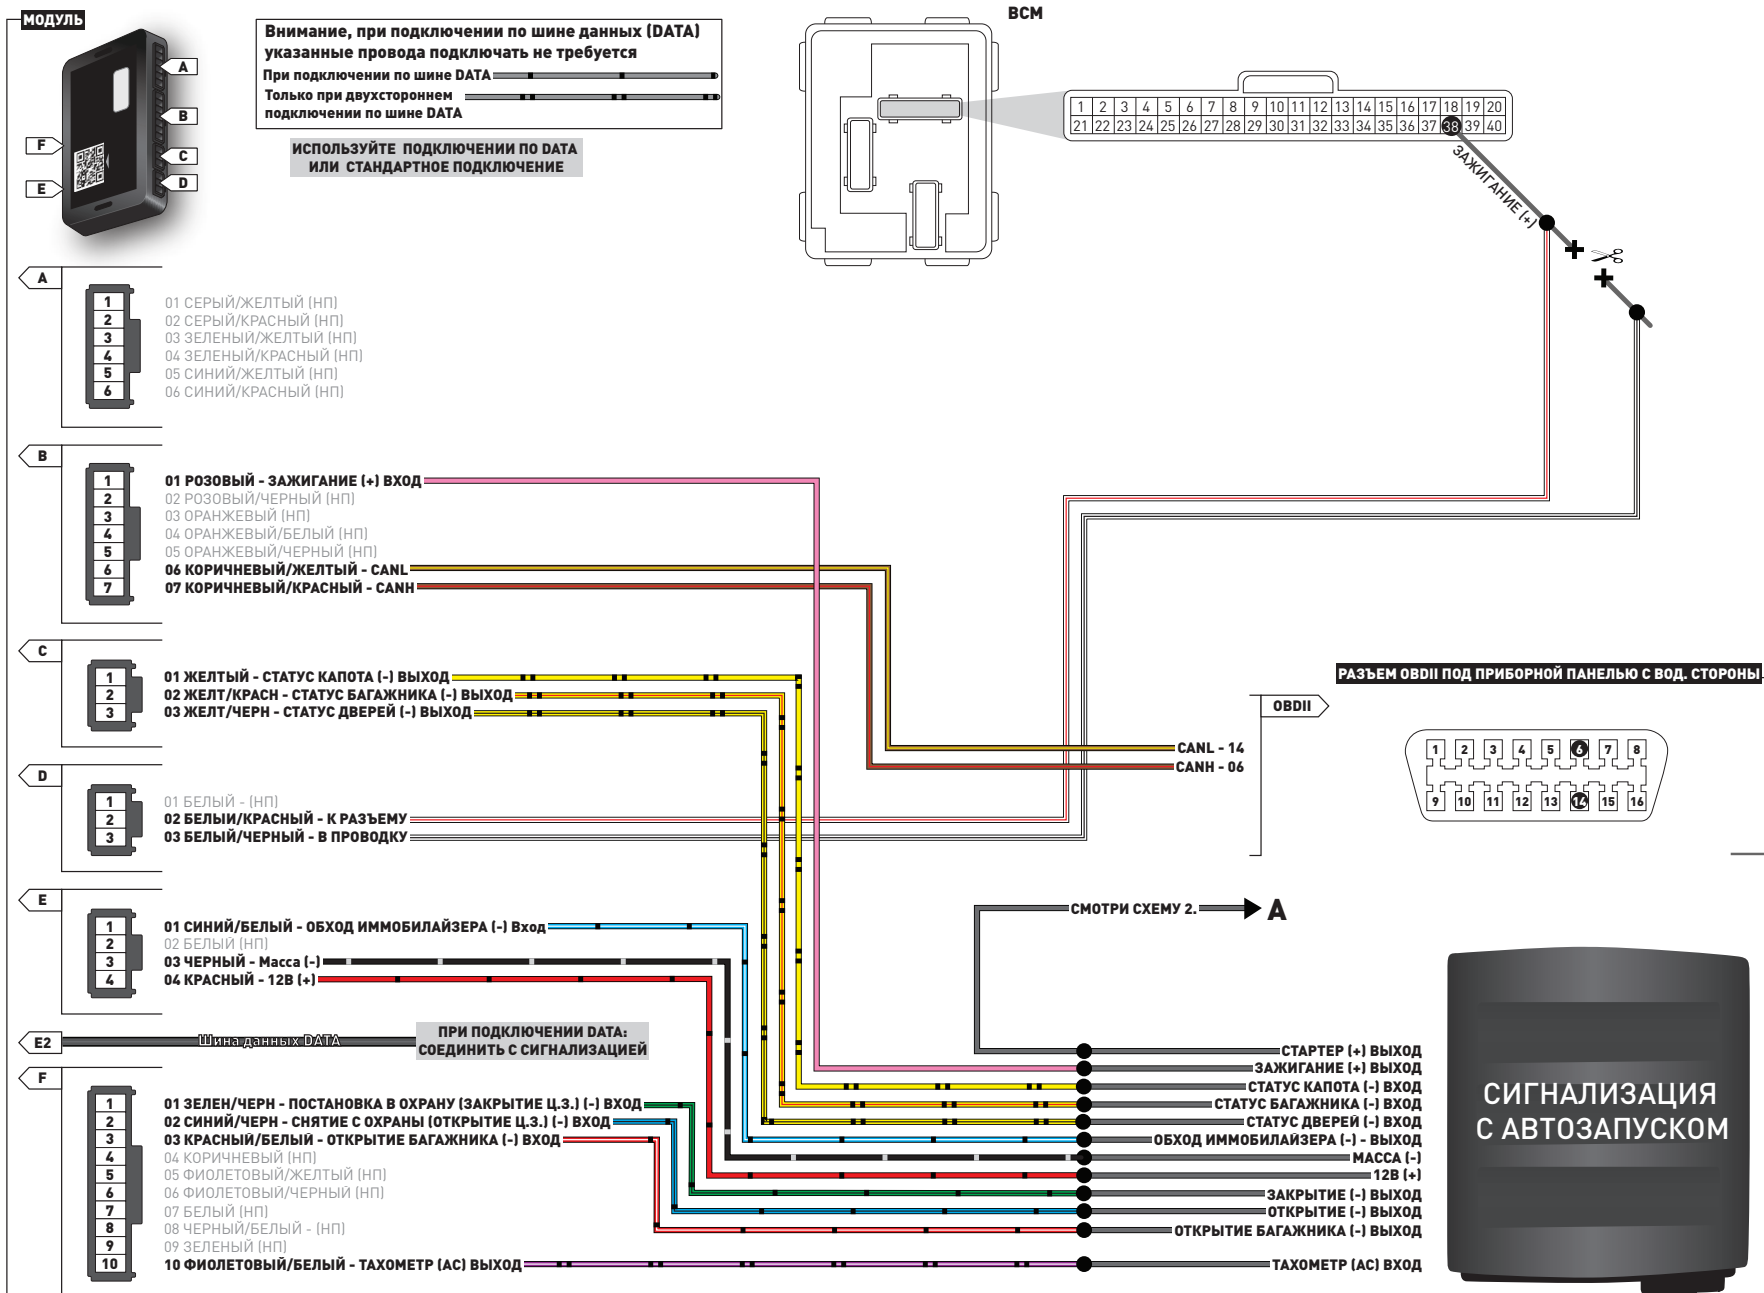 МОДУЛЬ
A
B
C
D
F
E
Внимание, при подключении по шине данных (DATA)
указанные провода подключать не требуется
При подключении по шине DATA
Только при двухстороннем
подключении по шине DATA
ИСПОЛЬЗУЙТЕ ПОДКЛЮЧЕНИИ ПО DATA
ИЛИ СТАНДАРТНОЕ ПОДКЛЮЧЕНИЕ
BCM
1 2 3 4 5 6 7 8 9 10 11 12 13 14 15 16 17 18 19 20
21 22 23 24 25 26 27 28 29 30 31 32 33 34 35 36 37 38 39 40
ЗАЖИГАНИЕ (+)
A
1 01 СЕРЫЙ/ЖЕЛТЫЙ (НП)
2 02 СЕРЫЙ/КРАСНЫЙ (НП)
3 03 ЗЕЛЕНЫЙ/ЖЕЛТЫЙ (НП)
4 04 ЗЕЛЕНЫЙ/КРАСНЫЙ (НП)
5 05 СИНИЙ/ЖЕЛТЫЙ (НП)
6 06 СИНИЙ/КРАСНЫЙ (НП)
B
1 01 РОЗОВЫЙ - ЗАЖИГАНИЕ (+) ВХОД
2 02 РОЗОВЫЙ/ЧЕРНЫЙ (НП)
3 03 ОРАНЖЕВЫЙ (НП)
4 04 ОРАНЖЕВЫЙ/БЕЛЫЙ (НП)
5 05 ОРАНЖЕВЫЙ/ЧЕРНЫЙ (НП)
6 06 КОРИЧНЕВЫЙ/ЖЕЛТЫЙ - CANL
7 07 КОРИЧНЕВЫЙ/КРАСНЫЙ - CANH
C
1 01 ЖЕЛТЫЙ - СТАТУС КАПОТА (-) ВЫХОД
2 02 ЖЕЛТ/КРАСН - СТАТУС БАГАЖНИКА (-) ВЫХОД
3 03 ЖЕЛТ/ЧЕРН - СТАТУС ДВЕРЕЙ (-) ВЫХОД
D
1 01 БЕЛЫЙ - (НП)
2 02 БЕЛЫИ/КРАСНЫЙ - К РАЗЪЕМУ
3 03 БЕЛЫЙ/ЧЕРНЫЙ - В ПРОВОДКУ
РАЗЪЕМ OBDII ПОД ПРИБОРНОЙ ПАНЕЛЬЮ С ВОД. СТОРОНЫ
OBDII
CANL - 14
CANH - 06
1 2 3 4 5 6 7 8
9 10 11 12 13 14 15 16
E
1 01 СИНИЙ/БЕЛЫЙ - ОБХОД ИММОБИЛАЙЗЕРА (-) Вход
2 02 БЕЛЫЙ (НП)
3 03 ЧЕРНЫЙ - Масса (-)
4 04 КРАСНЫЙ - 12В (+)
СМОТРИ СХЕМУ 2. A
E2
Шина данных DATA
ПРИ ПОДКЛЮЧЕНИИ DATA:
СОЕДИНИТЬ С СИГНАЛИЗАЦИЕЙ
F
1 01 ЗЕЛЕН/ЧЕРН - ПОСТАНОВКА В ОХРАНУ (ЗАКРЫТИЕ Ц.З.) (-) ВХОД
2 02 СИНИЙ/ЧЕРН - СНЯТИЕ С ОХРАНЫ (ОТКРЫТИЕ Ц.З.) (-) ВХОД
3 03 КРАСНЫЙ/БЕЛЫЙ - ОТКРЫТИЕ БАГАЖНИКА (-) ВХОД
4 04 КОРИЧНЕВЫЙ (НП)
5 05 ФИОЛЕТОВЫЙ/ЖЕЛТЫЙ (НП)
6 06 ФИОЛЕТОВЫЙ/ЧЕРНЫЙ (НП)
7 07 БЕЛЫЙ (НП)
8 08 ЧЕРНЫЙ/БЕЛЫЙ - (НП)
9 09 ЗЕЛЕНЫЙ (НП)
10 10 ФИОЛЕТОВЫЙ/БЕЛЫЙ - ТАХОМЕТР (AC) ВЫХОД
СТАРТЕР (+) ВЫХОД
ЗАЖИГАНИЕ (+) ВЫХОД
СТАТУС КАПОТА (-) ВХОД
СТАТУС БАГАЖНИКА (-) ВХОД
СТАТУС ДВЕРЕЙ (-) ВХОД
ОБХОД ИММОБИЛАЙЗЕРА (-) - ВЫХОД
МАССА (-)
12В (+)
ЗАКРЫТИЕ (-) ВЫХОД
ОТКРЫТИЕ (-) ВЫХОД
ОТКРЫТИЕ БАГАЖНИКА (-) ВЫХОД
ТАХОМЕТР (AC) ВХОД
СИГНАЛИЗАЦИЯ
С АВТОЗАПУСКОМ